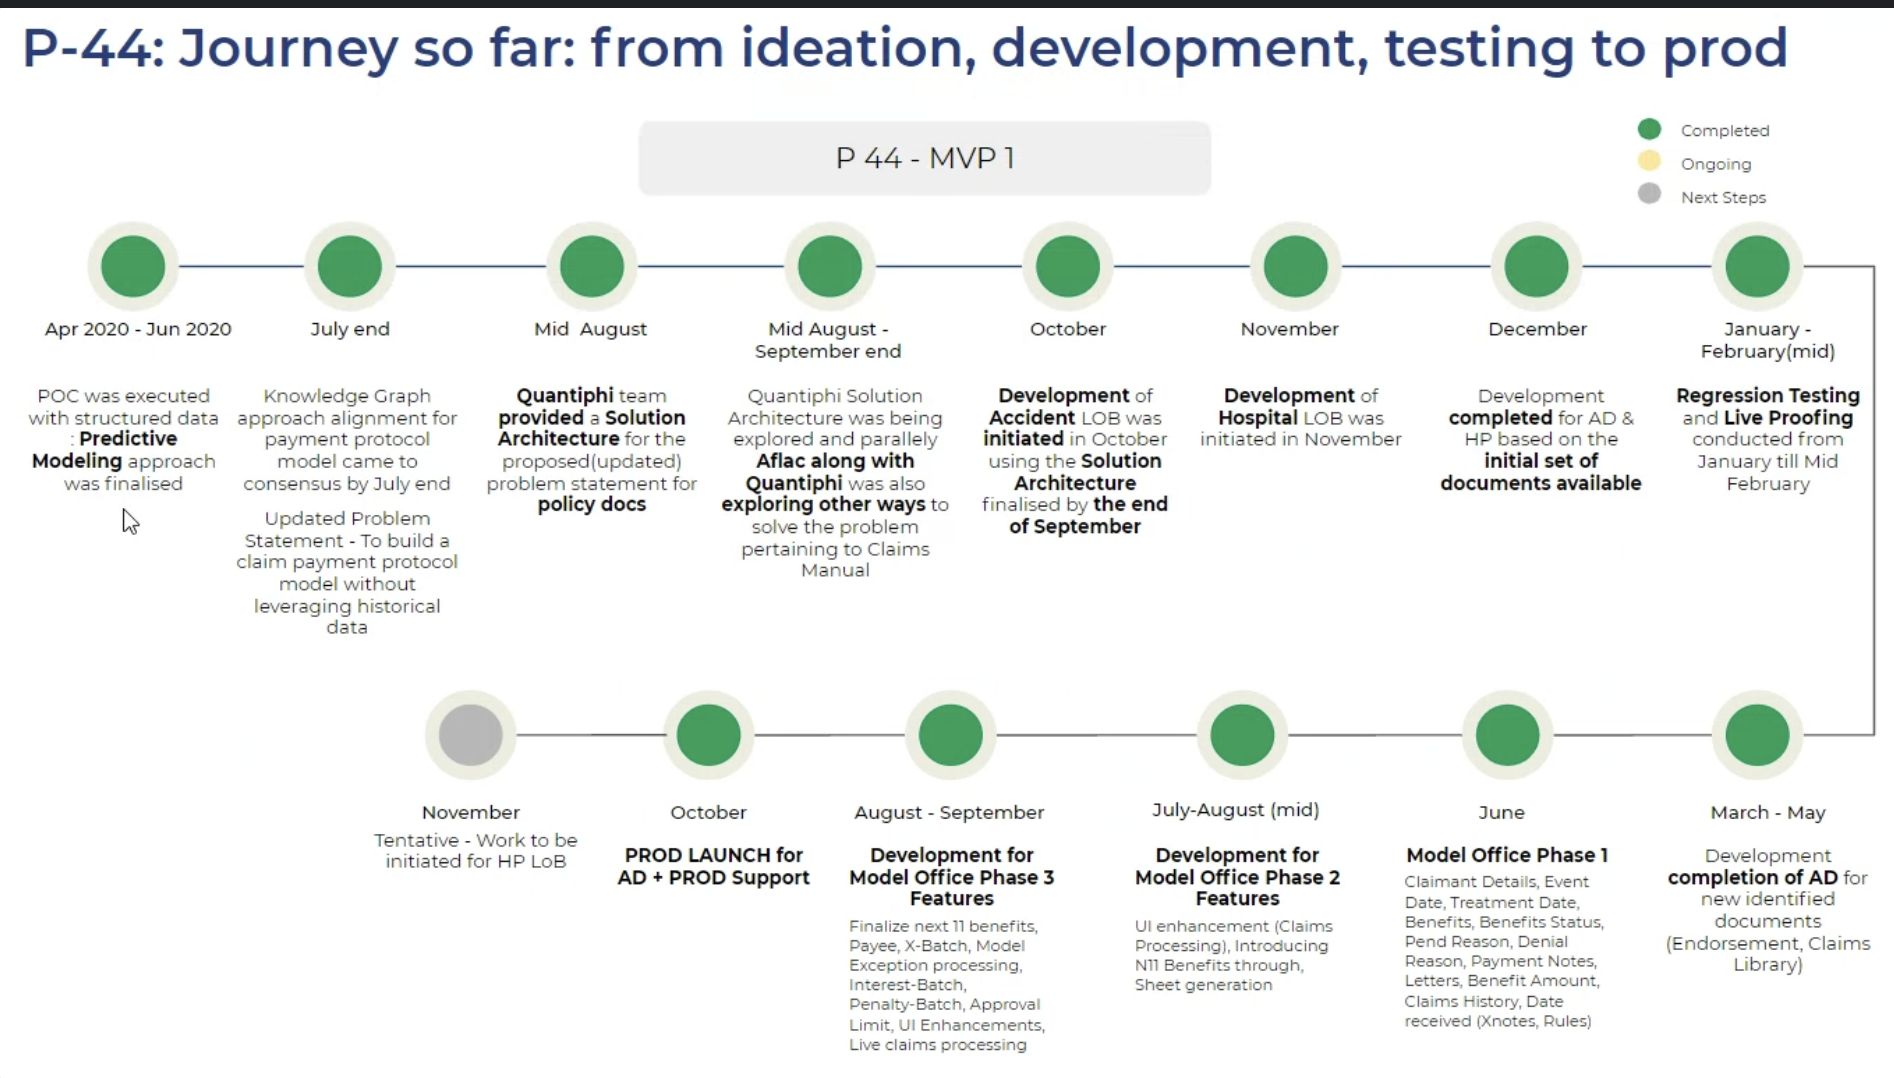 P-44: Journey so far: from ideation, development, testing to prod
P 44 - MVP 1
Completed
Ongoing
Next Steps
Apr 2020 - Jun 2020
POC was executed
with structured data
: Predictive
Modeling approach
was finalised
July end
Knowledge Graph
approach alignment for
payment protocol
model came to
consensus by July end
Updated Problem
Statement - To build a
claim payment protocol
model without
leveraging historical
data
Mid August
Quantiphi team
provided a Solution
Architecture for the
proposed(updated)
problem statement for
policy docs
Mid August -
September end
Quantiphi Solution
Architecture was being
explored and parallely
Aflac along with
Quantiphi was also
exploring other ways to
solve the problem
pertaining to Claims
Manual
October
Development of
Accident LOB was
initiated in October
using the Solution
Architecture
finalised by the end
of September
November
Development of
Hospital LOB was
initiated in November
December
Development
completed for AD &
HP based on the
initial set of
documents available
January -
February(mid)
Regression Testing
and Live Proofing
conducted from
January till Mid
February
March - May
Development
completion of AD for
new identified
documents
(Endorsement, Claims
Library)
June
Model Office Phase 1
Claimant Details, Event
Date, Treatment Date,
Benefits, Benefits Status,
Pend Reason, Denial
Reason, Payment Notes,
Letters, Benefit Amount,
Claims History, Date
received (Xnotes, Rules)
July-August (mid)
Development for
Model Office Phase 2
Features
UI enhancement (Claims
Processing), Introducing
N11 Benefits through,
Sheet generation
August - September
Development for
Model Office Phase 3
Features
Finalize next 11 benefits,
Payee, X-Batch, Model
Exception processing,
Interest-Batch,
Penalty-Batch, Approval
Limit, UI Enhancements,
Live claims processing
October
PROD LAUNCH for
AD + PROD Support
November
Tentative - Work to be
initiated for HP LoB